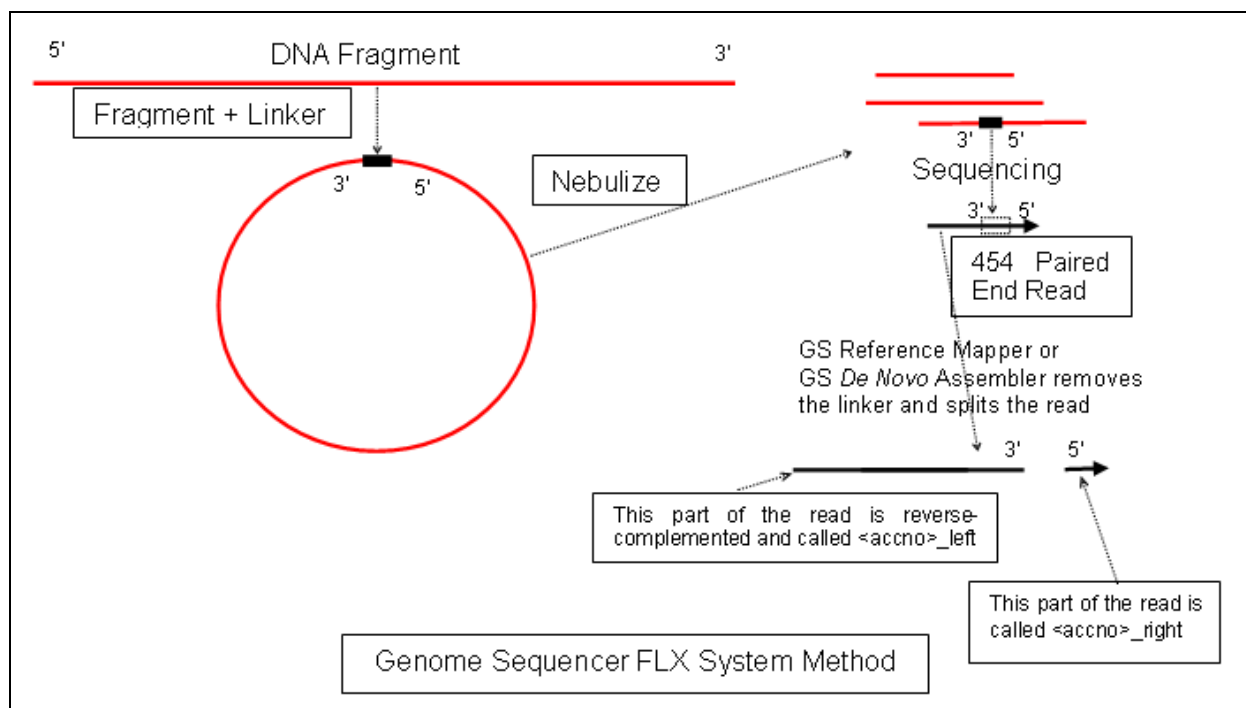 5'
DNA Fragment
3'
Fragment + Linker
3'
5'
Nebulize
3'
5'
Sequencing
3'
5'
454 Paired
End Read
GS Reference Mapper or
GS De Novo Assembler removes
the linker and splits the read
3'
5'
This part of the read is reverse-
complemented and called <accno>_left
This part of the read is
called <accno>_right
Genome Sequencer FLX System Method